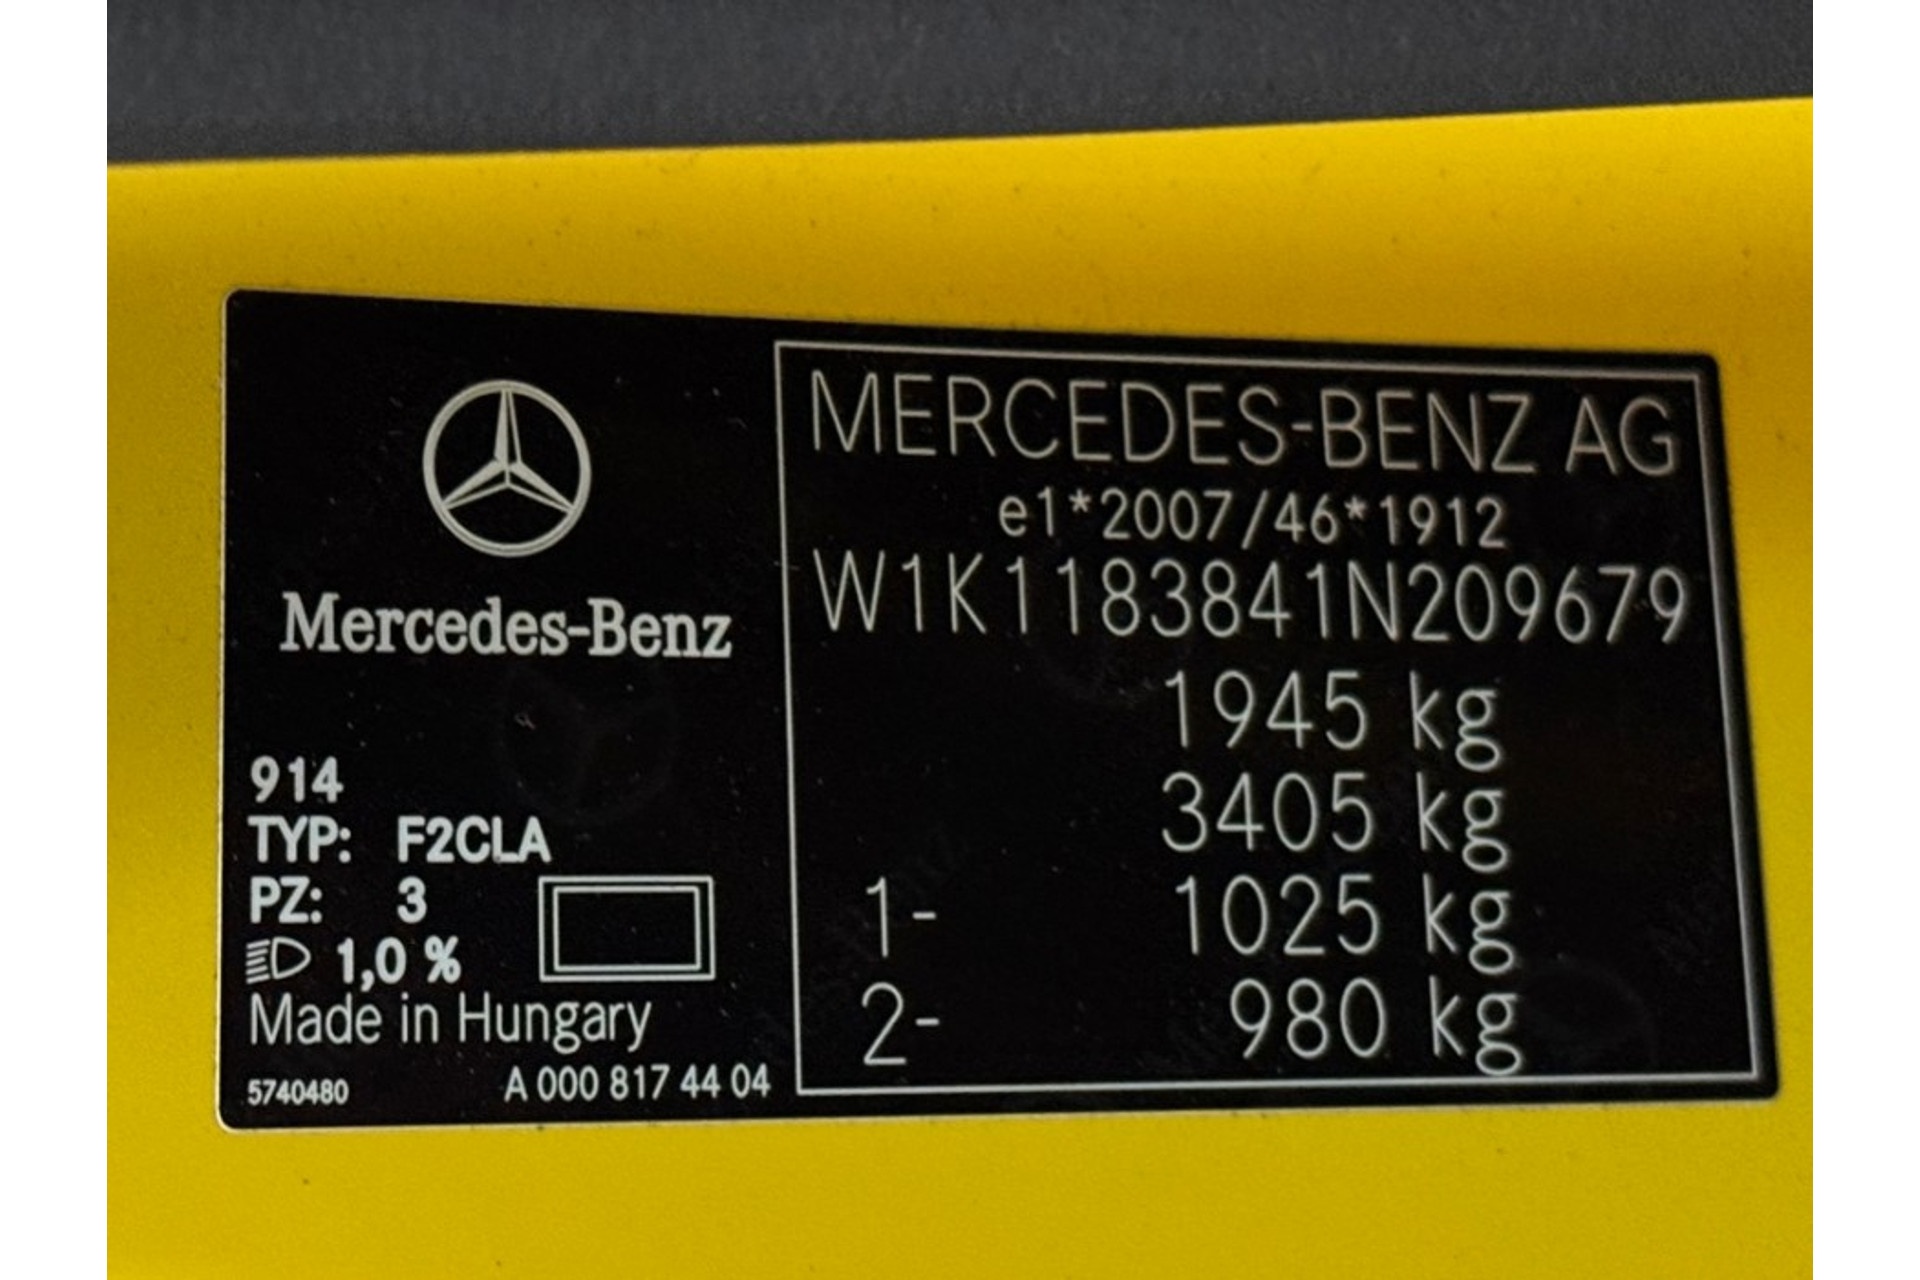 Mercedes-Benz
914
TYP: F2CLA
PZ: 3
1,0 %
Made in Hungary
5740480 A 000 817 44 04
MERCEDES-BENZ AG
e1*2007/46*1912
W1K1183841N209679
1945 kg
3405 kg
1- 1025 kg
2- 980 kg